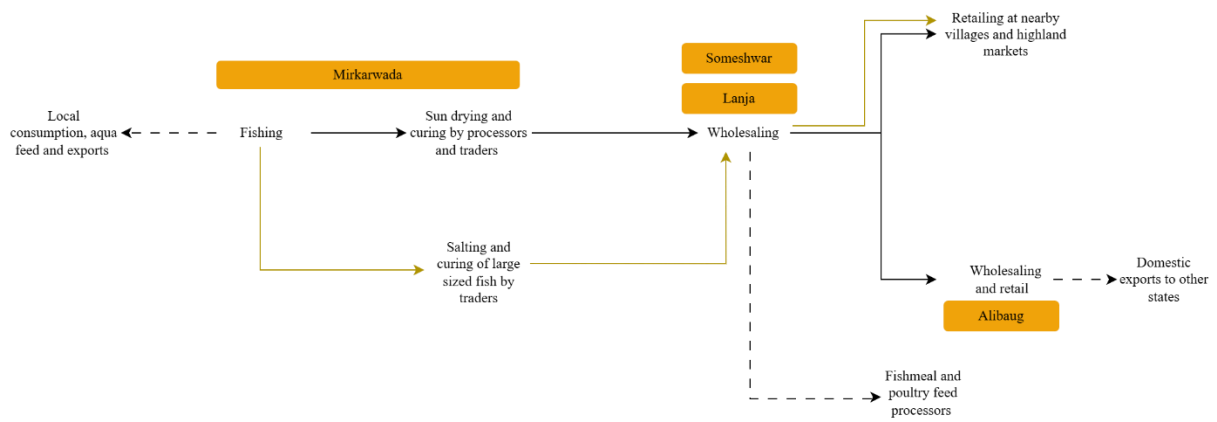 Retailing at nearby
villages and highland
markets
Someshwar
Mirkarwada
Lanja
Local
consumption, aqua
feed and exports
Fishing
Sun drying and
curing by processors
and traders
Wholesaling
Salting and
curing of large
sized fish by
traders
Wholesaling
and retail
Domestic
exports to other
states
Alibaug
Fishmeal and
poultry feed
processors